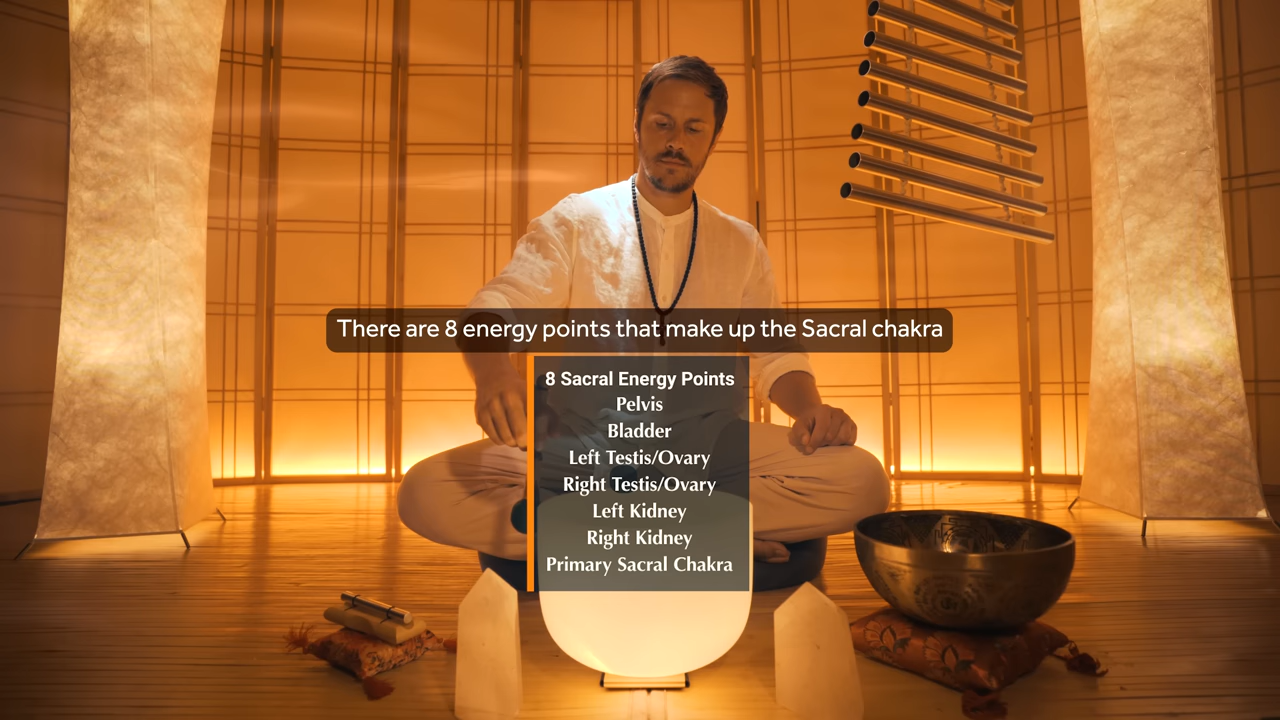 There are 8 energy points that make up the Sacral chakra
8 Sacral Energy Points
Pelvis
Bladder
Left Testis/Ovary
Right Testis/Ovary
Left Kidney
Right Kidney
Primary Sacral Chakra